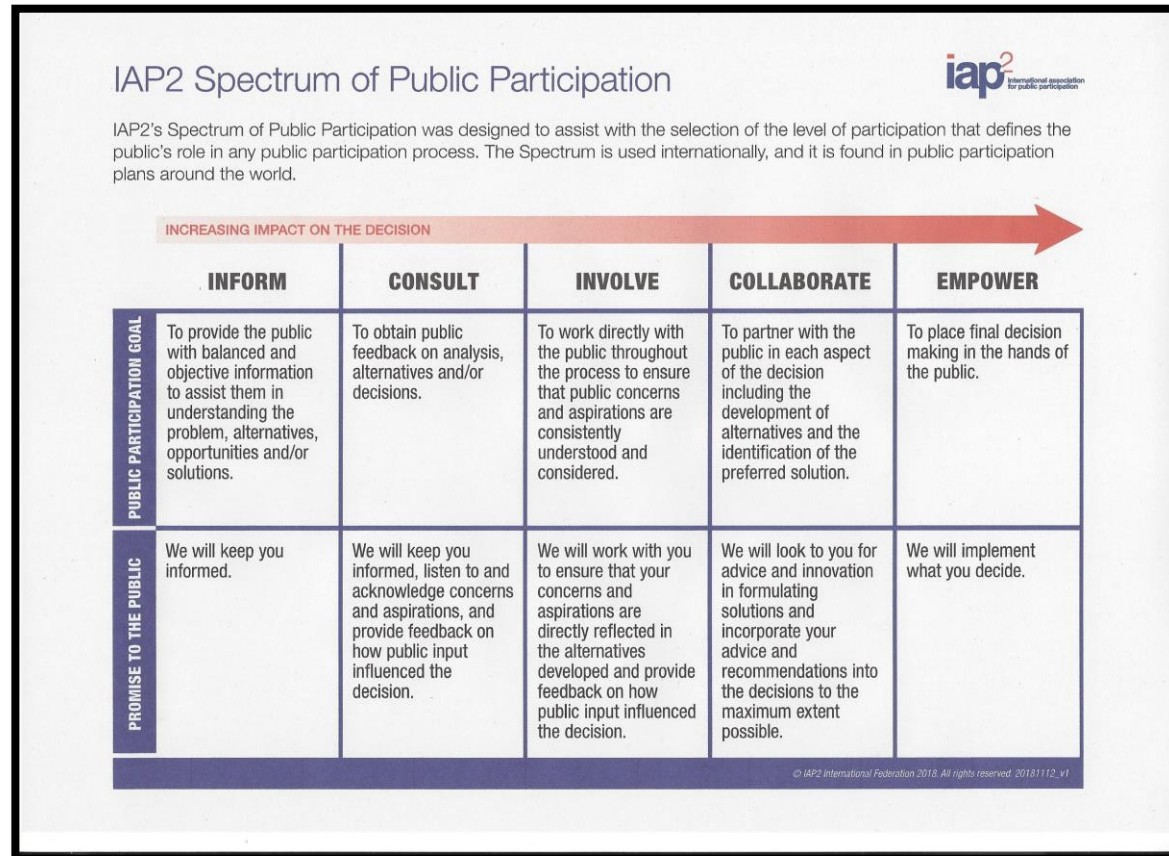 IAP2 Spectrum of Public Participation
iap2
international association
for public participation
IAP2's Spectrum of Public Participation was designed to assist with the selection of the level of participation that defines the
public's role in any public participation process. The Spectrum is used internationally, and it is found in public participation
plans around the world.
INCREASING IMPACT ON THE DECISION
INFORM
CONSULT
INVOLVE
COLLABORATE
EMPOWER
PUBLIC PARTICIPATION GOAL
To provide the public
with balanced and
objective information
to assist them in
understanding the
problem, alternatives,
opportunities and/or
solutions.
To obtain public
feedback on analysis,
alternatives and/or
decisions.
To work directly with
the public throughout
the process to ensure
that public concerns
and aspirations are
consistently
understood and
considered.
To partner with the
public in each aspect
of the decision
including the
development of
alternatives and the
identification of the
preferred solution.
To place final decision
making in the hands of
the public.
PROMISE TO THE PUBLIC
We will keep you
informed.
We will keep you
informed, listen to and
acknowledge concerns
and aspirations, and
provide feedback on
how public input
influenced the
decision.
We will work with you
to ensure that your
concerns and
aspirations are
directly reflected in
the alternatives
developed and provide
feedback on how
public input influenced
the decision.
We will look to you for
advice and innovation
in formulating
solutions and
incorporate your
advice and
recommendations into
the decisions to the
maximum extent
possible.
We will implement
what you decide.
© IAP2 International Federation 2018. All rights reserved. 20181112_v1